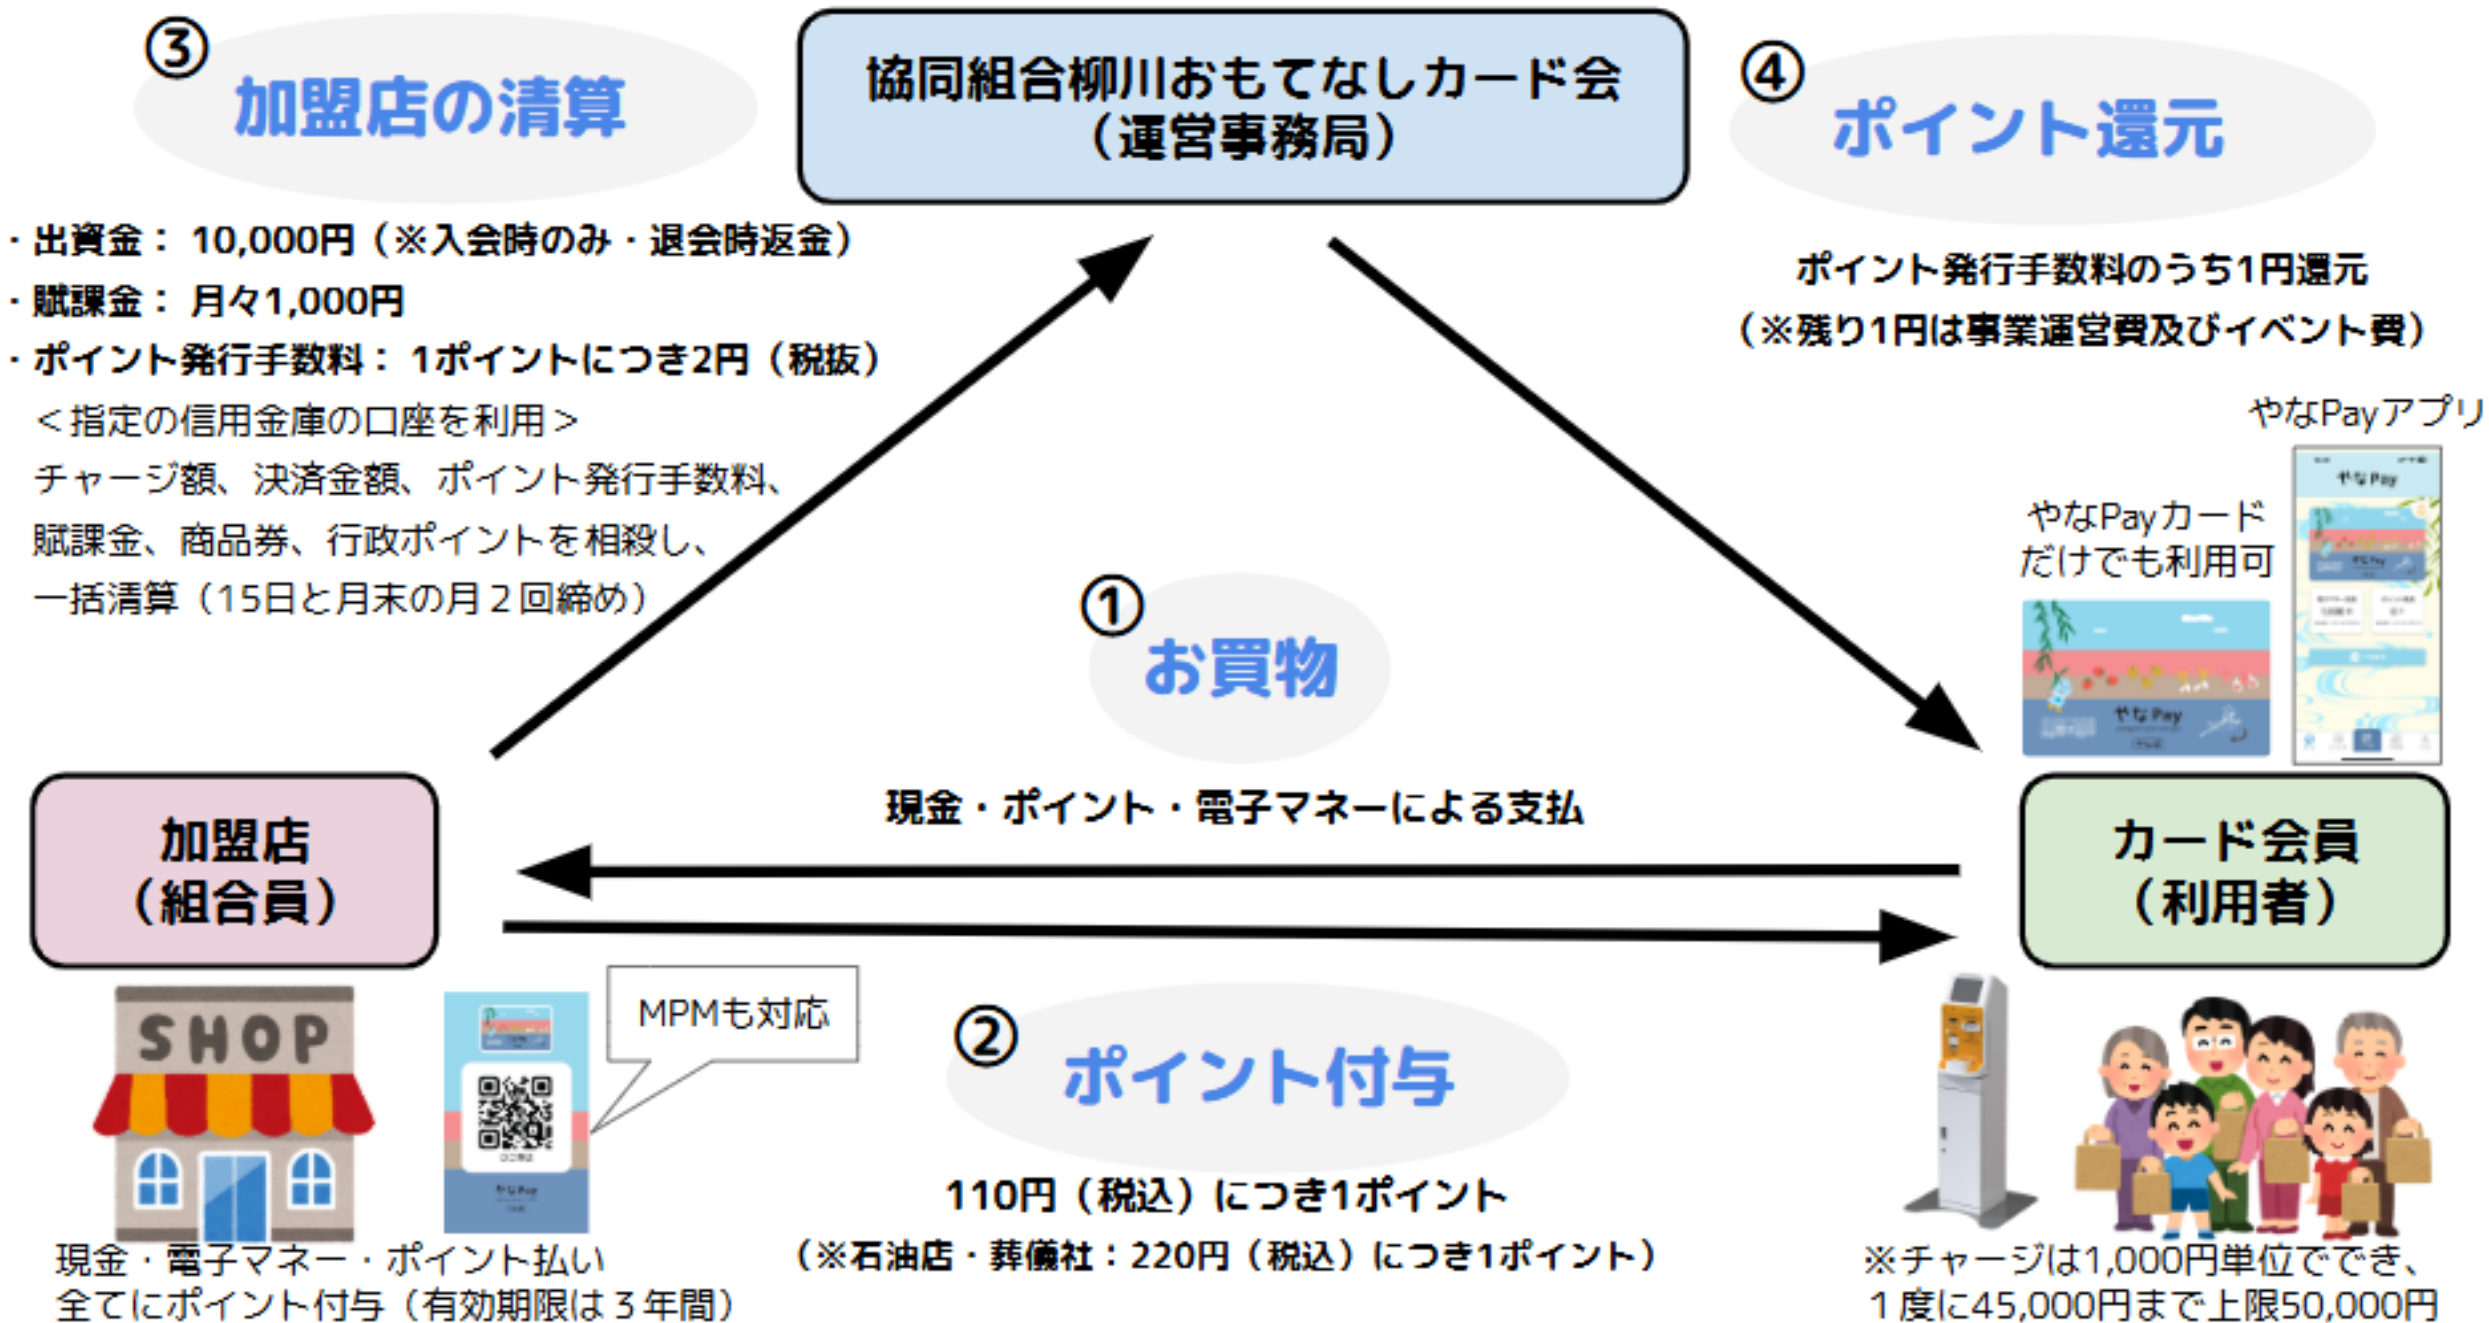 ③
加盟店の清算
協同組合柳川おもてなしカード会
（運営事務局）
④
ポイント還元
・出資金： 10,000円（※入会時のみ・退会時返金）
・賦課金： 月々1,000円
・ポイント発行手数料： 1ポイントにつき2円（税抜）
＜指定の信用金庫の口座を利用＞
チャージ額、決済金額、ポイント発行手数料、
賦課金、商品券、行政ポイントを相殺し、
一括清算（15日と月末の月２回締め）
ポイント発行手数料のうち1円還元
（※残り1円は事業運営費及びイベント費）
やなPayアプリ
やなPay
やなPayカード
だけでも利用可
やなPay
①
お買物
現金・ポイント・電子マネーによる支払
加盟店
（組合員）
カード会員
（利用者）
SHOP
MPMも対応
やなPay
②
ポイント付与
110円（税込）につき1ポイント
（※石油店・葬儀社：220円（税込）につき1ポイント）
現金・電子マネー・ポイント払い
全てにポイント付与（有効期限は３年間）
※チャージは1,000円単位ででき、
１度に45,000円まで上限50,000円